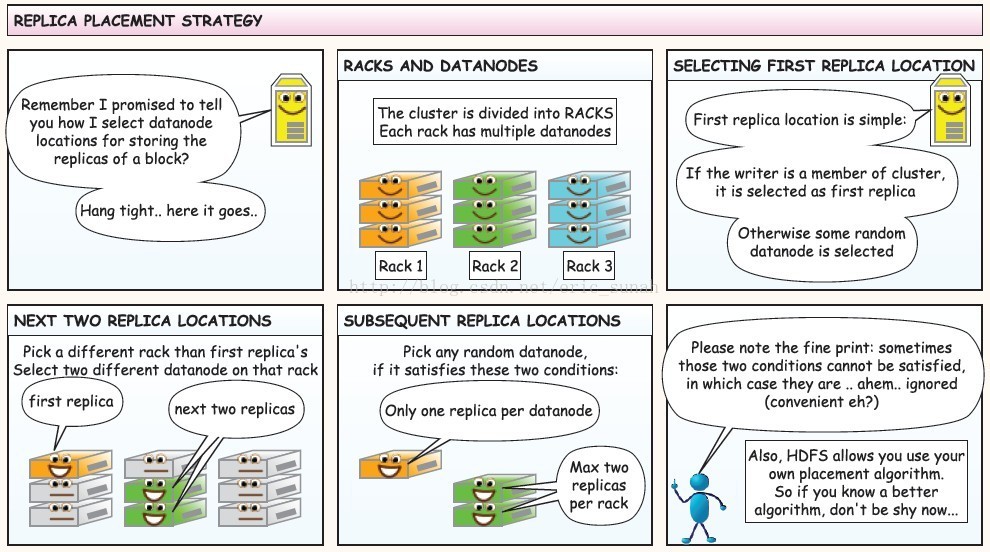 REPLICA PLACEMENT STRATEGY
Remember I promised to tell
you how I select datanode
locations for storing the
replicas of a block?
Hang tight.. here it goes..
RACKS AND DATANODES
The cluster is divided into RACKS
Each rack has multiple datanodes
Rack 1
Rack 2
Rack 3
SELECTING FIRST REPLICA LOCATION
First replica location is simple:
If the writer is a member of cluster,
it is selected as first replica
Otherwise some random
datanode is selected
http://blog.csdn.net/eric_sunah
NEXT TWO REPLICA LOCATIONS
Pick a different rack than first replica's
Select two different datanode on that rack
first replica
next two replicas
SUBSEQUENT REPLICA LOCATIONS
Pick any random datanode,
if it satisfies these two conditions:
Only one replica per datanode
Max two
replicas
per rack
Please note the fine print: sometimes
those two conditions cannot be satisfied,
in which case they are .. ahem.. ignored
(convenient eh?)
Also, HDFS allows you use your
own placement algorithm.
So if you know a better
algorithm, don't be shy now...